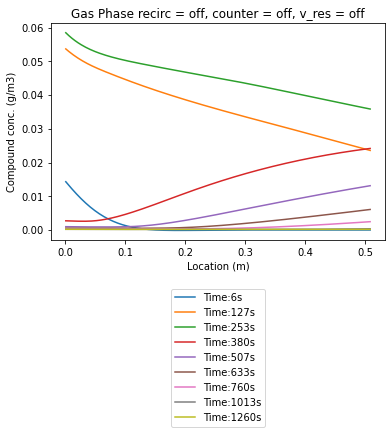 Gas Phase recirc = off, counter = off, v_res = off
Compound conc. (g/m3)
0.06
0.05
0.04
0.03
0.02
0.01
0.00
0.0 0.1 0.2 0.3 0.4 0.5
Location (m)
Time:6s
Time:127s
Time:253s
Time:380s
Time:507s
Time:633s
Time:760s
Time:1013s
Time:1260s